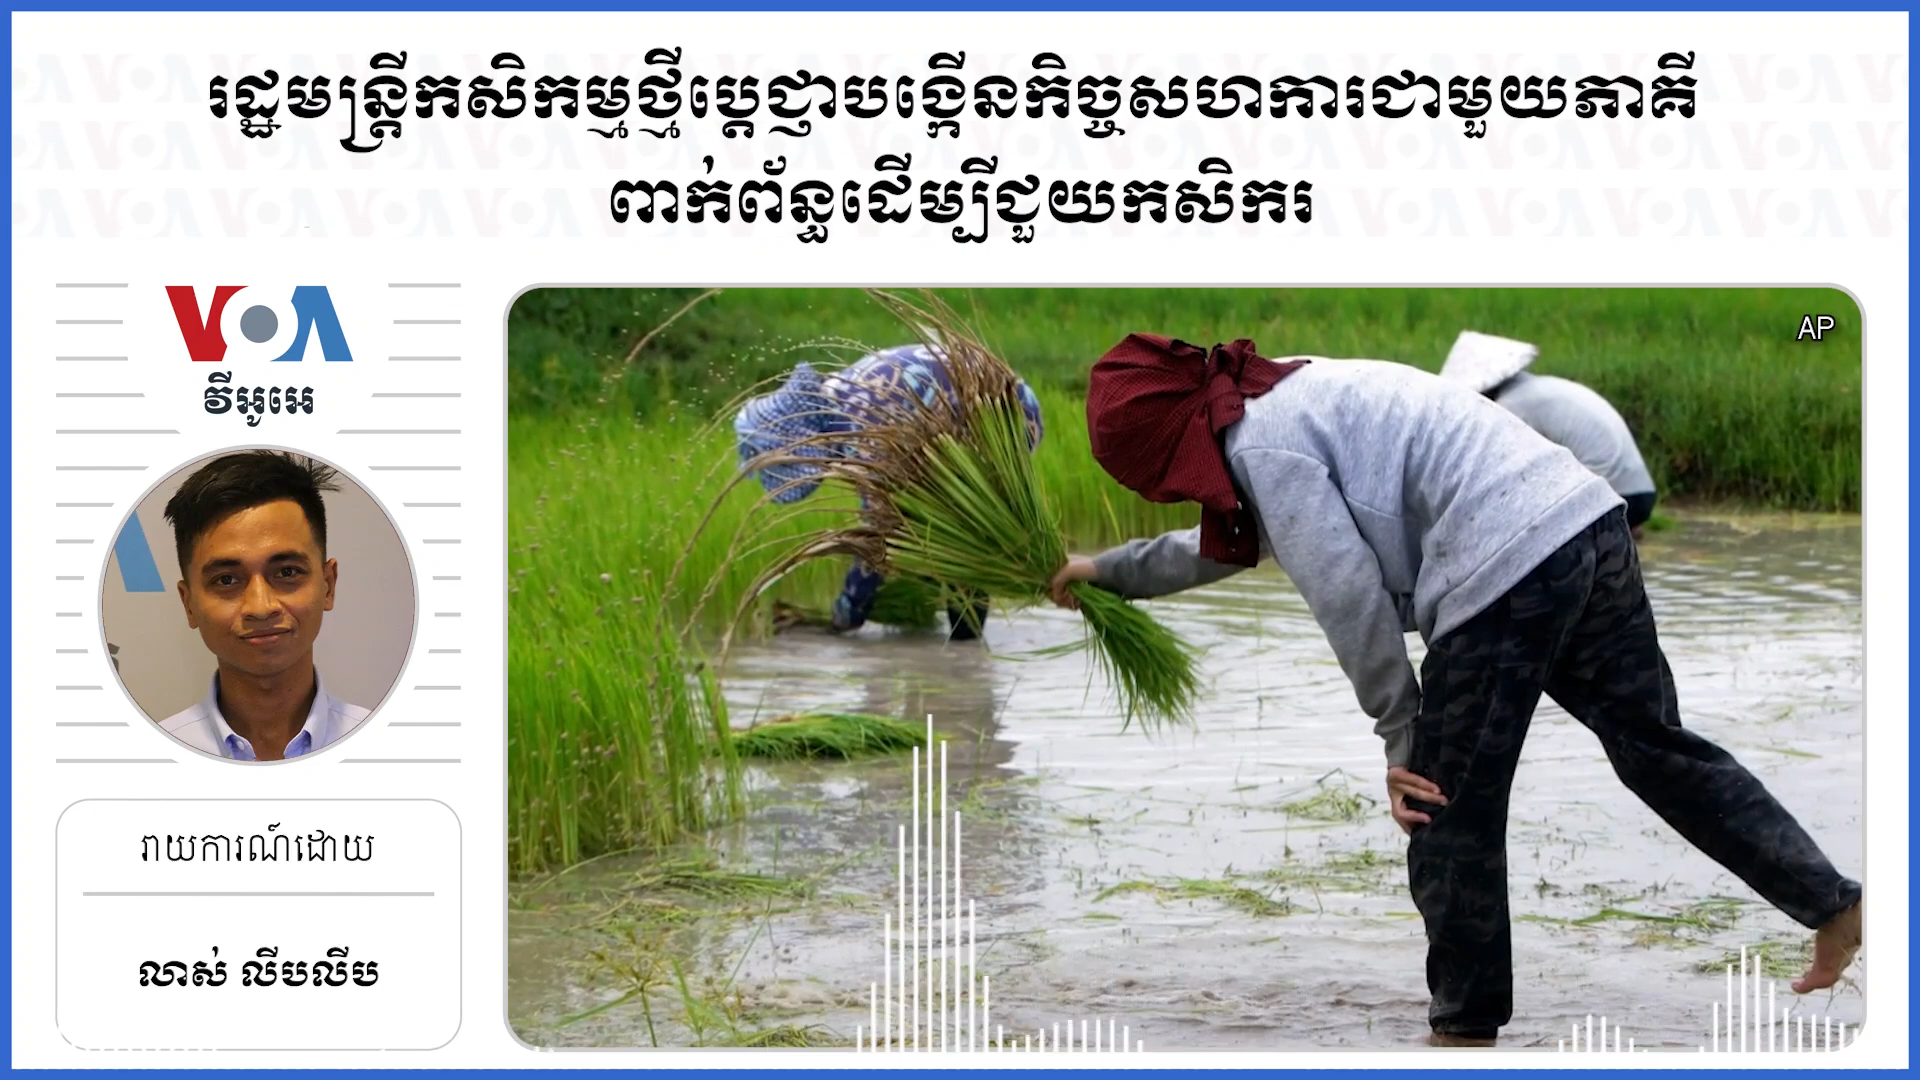 រដ្ឋមន្ត្រីកសិកម្មថ្មីប្តេជ្ញាបង្កើនកិច្ចសហការជាមួយភាគី
ពាក់ព័ន្ធដើម្បីជួយកសិករ
VOA
វីអូអេ
AP
រាយការណ៍ដោយ
លាស់ លីបលីប